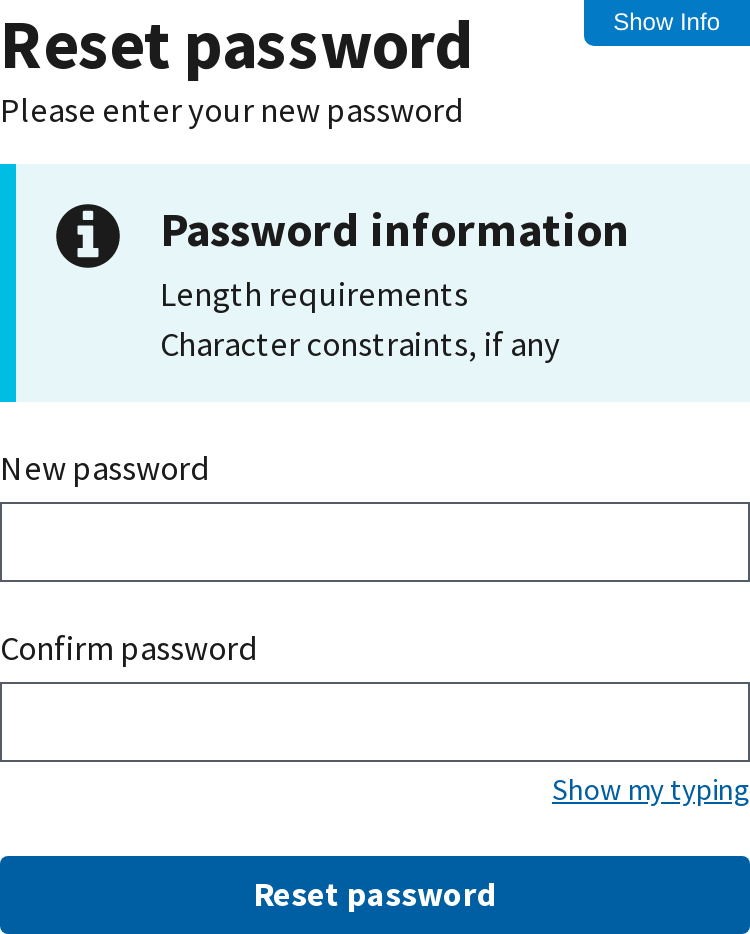 Show Info
Reset password
Please enter your new password
Password information
Length requirements
Character constraints, if any
New password
Confirm password
Show my typing
Reset password